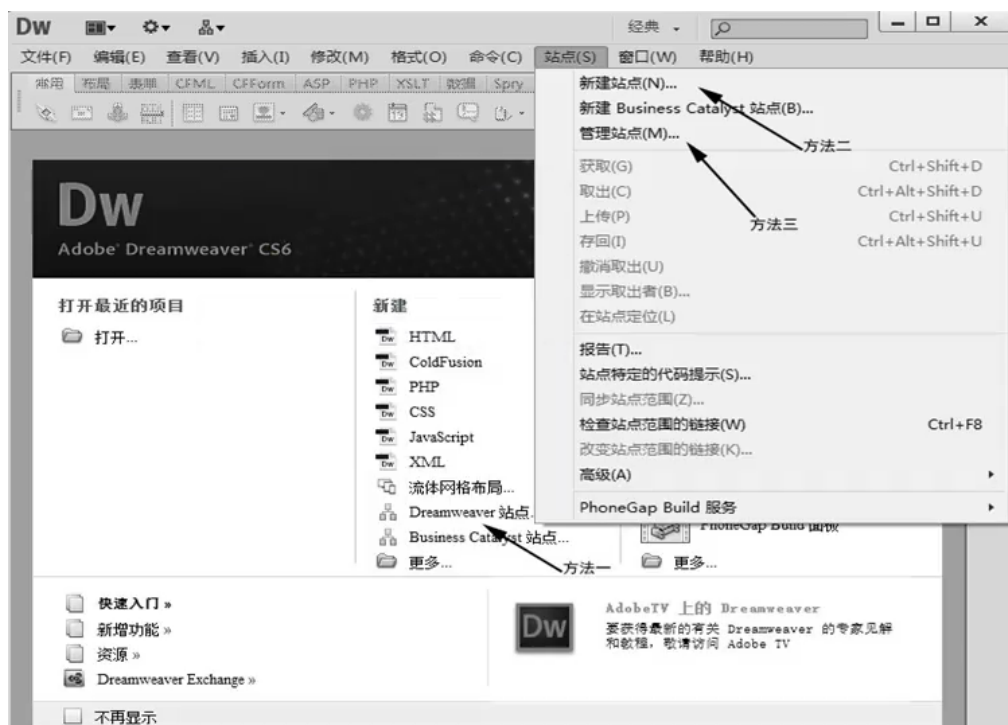 Dw
经典
文件(F) 编辑(E) 查看(V) 插入(I) 修改(M) 格式(O) 命令(C) 站点(S) 窗口(W) 帮助(H)
常用 布局 表单 CFML CFForm ASP PHP XSLT 数据 Spry
新建站点(N)...
新建 Business Catalyst 站点(B)...
管理站点(M)...
方法二
获取(G) Ctrl+Shift+D
取出(C) Ctrl+Alt+Shift+D
上传(P) Ctrl+Shift+U
方法三
存回(I) Ctrl+Alt+Shift+U
撤消取出(U)
显示取出者(B)...
在站点定位(L)
报告(T)...
站点特定的代码提示(S)...
同步站点范围(Z)...
检查站点范围的链接(W) Ctrl+F8
改变站点范围的链接(K)...
高级(A)
PhoneGap Build 服务
Dw
Adobe Dreamweaver CS6
打开最近的项目
打开...
新建
HTML
ColdFusion
PHP
CSS
JavaScript
XML
流体网格布局...
Dreamweaver 站点...
Business Catalyst 站点...
更多...
方法一
PhoneGap Build 面板
更多...
快速入门 »
新增功能 »
资源 »
Dreamweaver Exchange »
不再显示
Dw
AdobeTV 上的 Dreamweaver
要获得最新的有关 Dreamweaver 的专家见解
和教程，敬请访问 Adobe TV